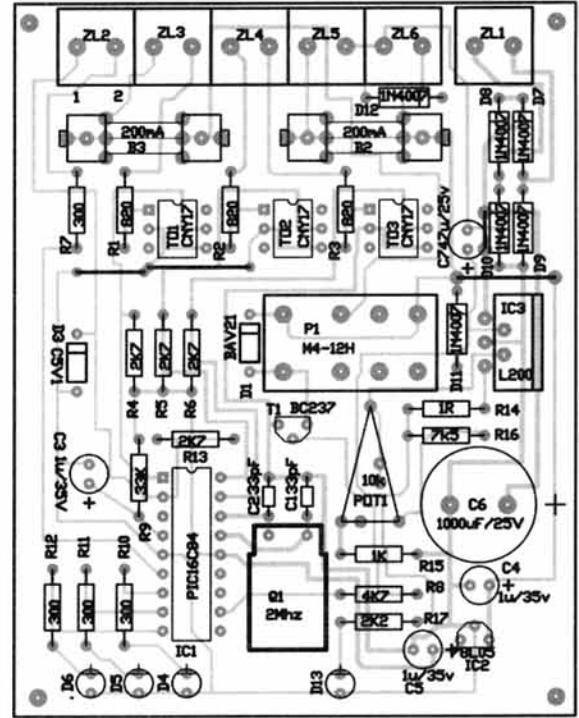 ZL2 ZL3 ZL4 ZL5 ZL6 ZL1
1 2
D12
1N4007
D8 D7
200mA
B3
200mA
B2
1N4007 1N4007
R7
300
R1
820
TO1
CNY17
R2
820
TO2
CNY17
R3
820
TO3
CNY17
C7 47u/25v
+
1N4007 1N4007
D10 D9
D3 C5V1
2K7 2K7 2K7
R4 R5 R6
BAV21
D1
P1
M4-12H
1N4007
D11
IC3
L200
T1 BC237
1R R14
7k5 R16
C3 1u/35V
+
33K
R9
2K7
R13
C2 33pF
C1 33pF
10k
POT1
C6
1000uF/25V
+
PIC16C84
IC1
Q1
2Mhz
1K
R15
4K7 R8
2K2 R17
C4
+
1u/35v
R12 R11 R10
300 300 300
78L05
IC2
+
1u/35v
C5
D6 D5 D4 D13